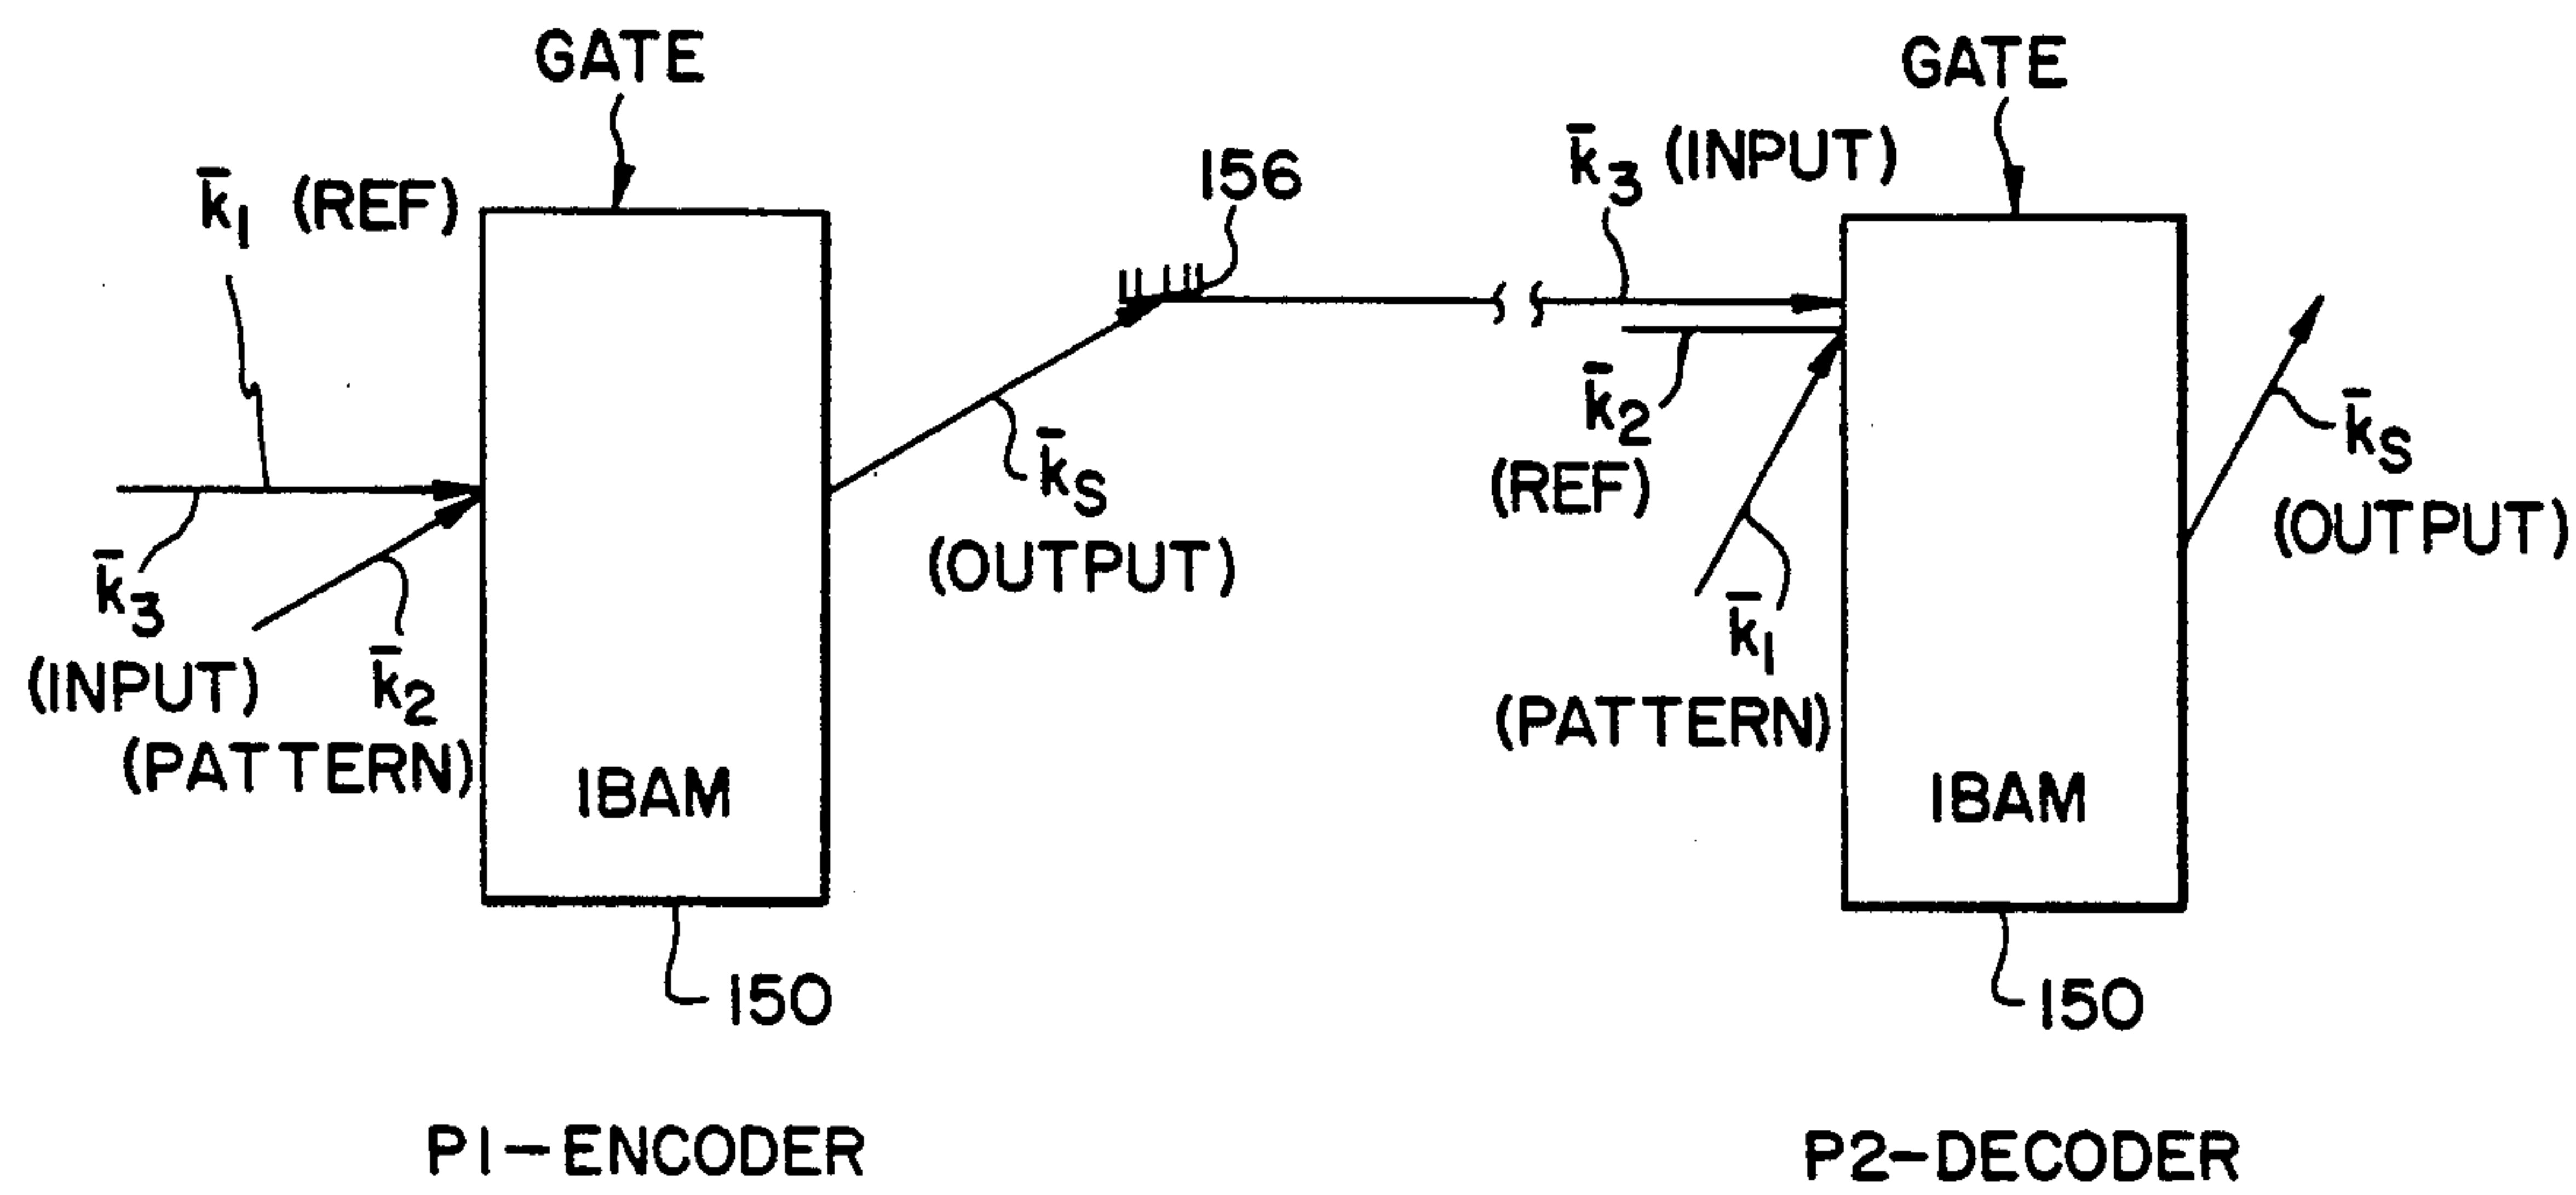 GATE
k̄1 (REF)
k̄3
(INPUT)
k̄2
(PATTERN)
IBAM
150
k̄S
(OUTPUT)
156
P1-ENCODER
GATE
k̄3 (INPUT)
k̄2
(REF)
k̄1
(PATTERN)
IBAM
150
k̄S
(OUTPUT)
P2-DECODER